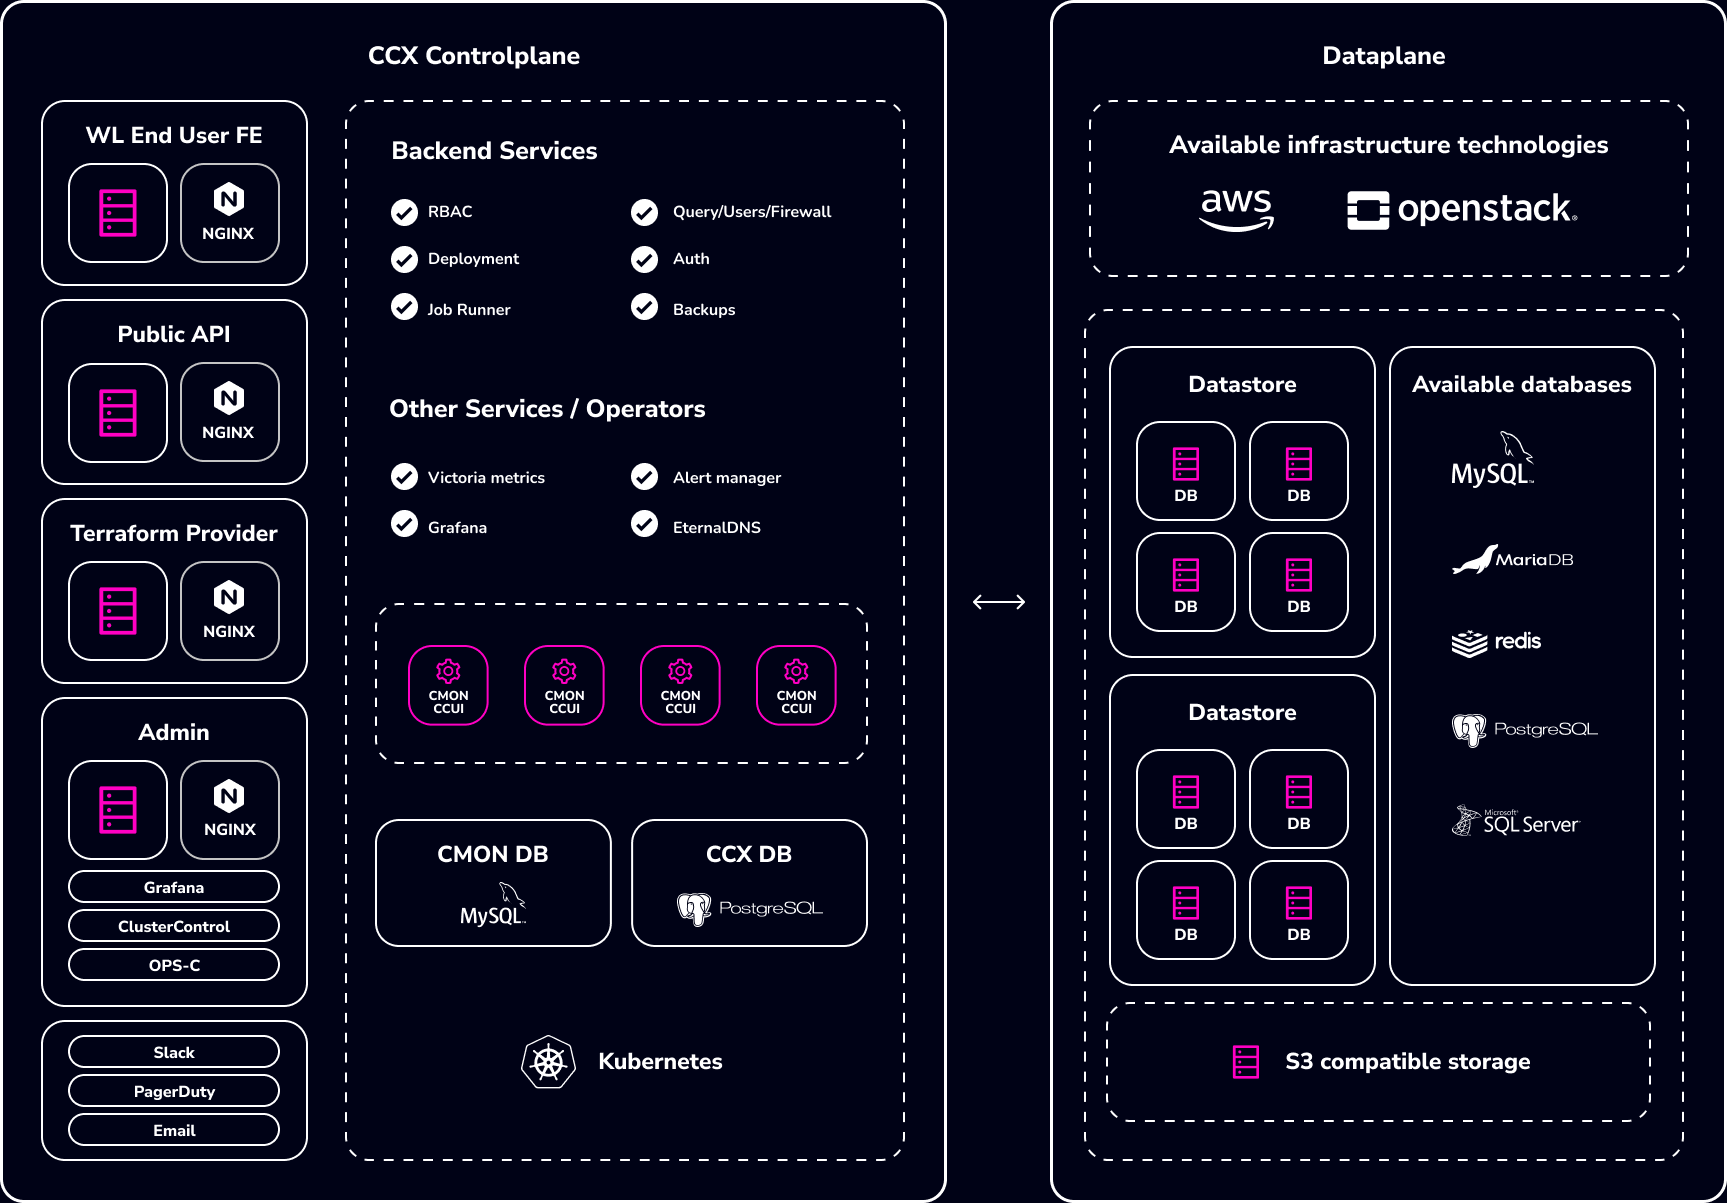 CCX Controlplane
WL End User FE
NGINX
Public API
NGINX
Terraform Provider
NGINX
Admin
NGINX
Grafana
ClusterControl
OPS-C
Slack
PagerDuty
Email
Backend Services
RBAC
Query/Users/Firewall
Deployment
Auth
Job Runner
Backups
Other Services / Operators
Victoria metrics
Alert manager
Grafana
EternalDNS
CMON
CCUI
CMON
CCUI
CMON
CCUI
CMON
CCUI
CMON DB
MySQL™
CCX DB
PostgreSQL
Kubernetes
Dataplane
Available infrastructure technologies
aws
openstack®
Datastore
DB
DB
DB
DB
Datastore
DB
DB
DB
DB
Available databases
MySQL™
MariaDB
redis
PostgreSQL
Microsoft®
SQL Server
S3 compatible storage